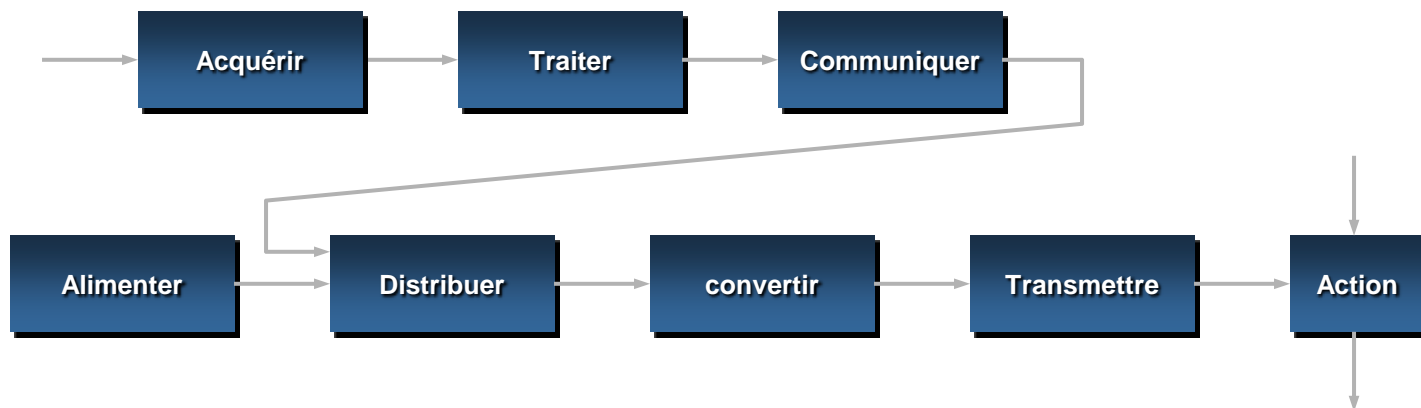 Acquérir
Traiter
Communiquer
Alimenter
Distribuer
convertir
Transmettre
Action